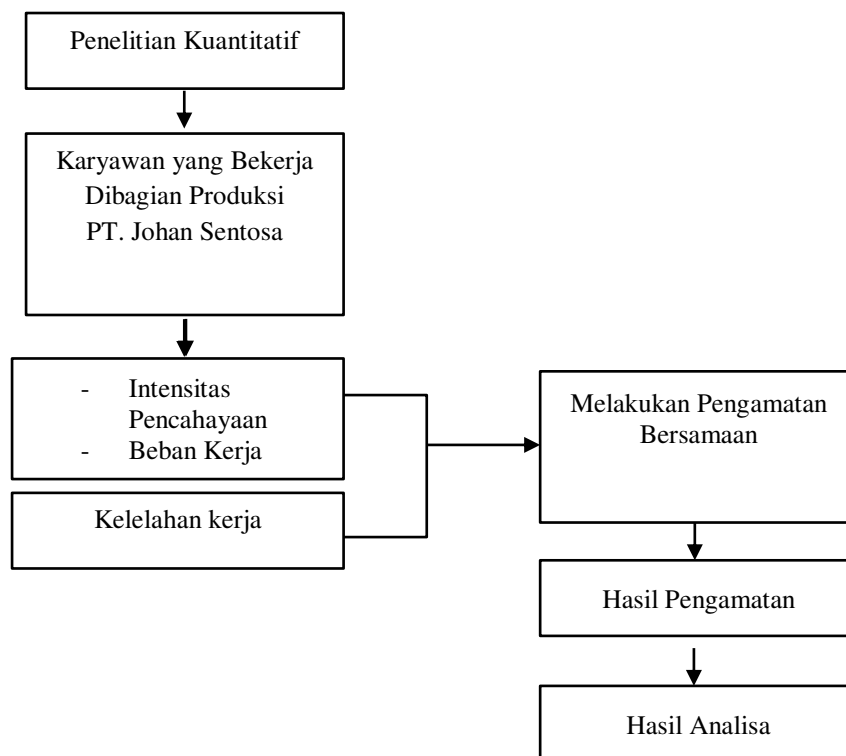 Penelitian Kuantitatif
Karyawan yang Bekerja
Dibagian Produksi
PT. Johan Sentosa
- Intensitas
Pencahayaan
- Beban Kerja
Kelelahan kerja
Melakukan Pengamatan
Bersamaan
Hasil Pengamatan
Hasil Analisa